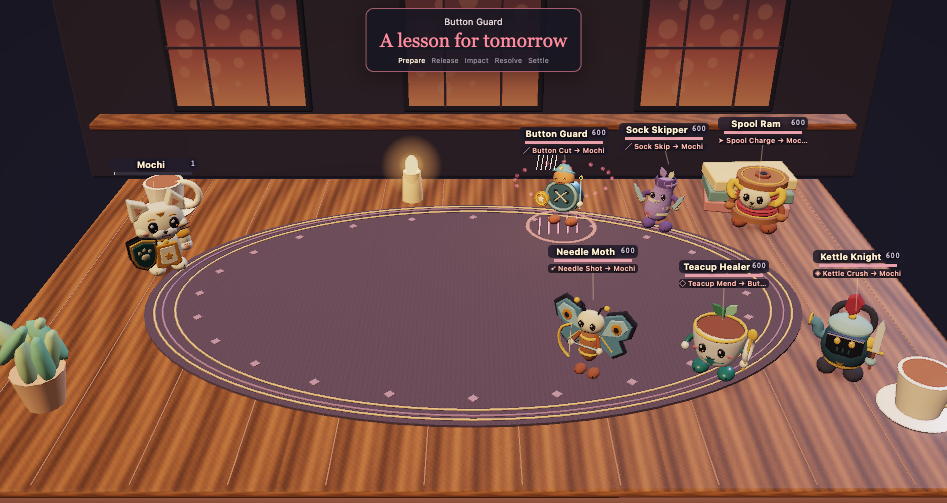 Button Guard
A lesson for tomorrow
Prepare Release Impact Resolve Settle
Spool Ram 600
Spool Charge → Moc...
Sock Skipper 600
Sock Skip → Mochi
Button Guard 600
Button Cut → Mochi
Mochi 1
Needle Moth 600
Needle Shot → Mochi
Teacup Healer 600
Teacup Mend → But...
Kettle Knight 600
Kettle Crush → Mochi